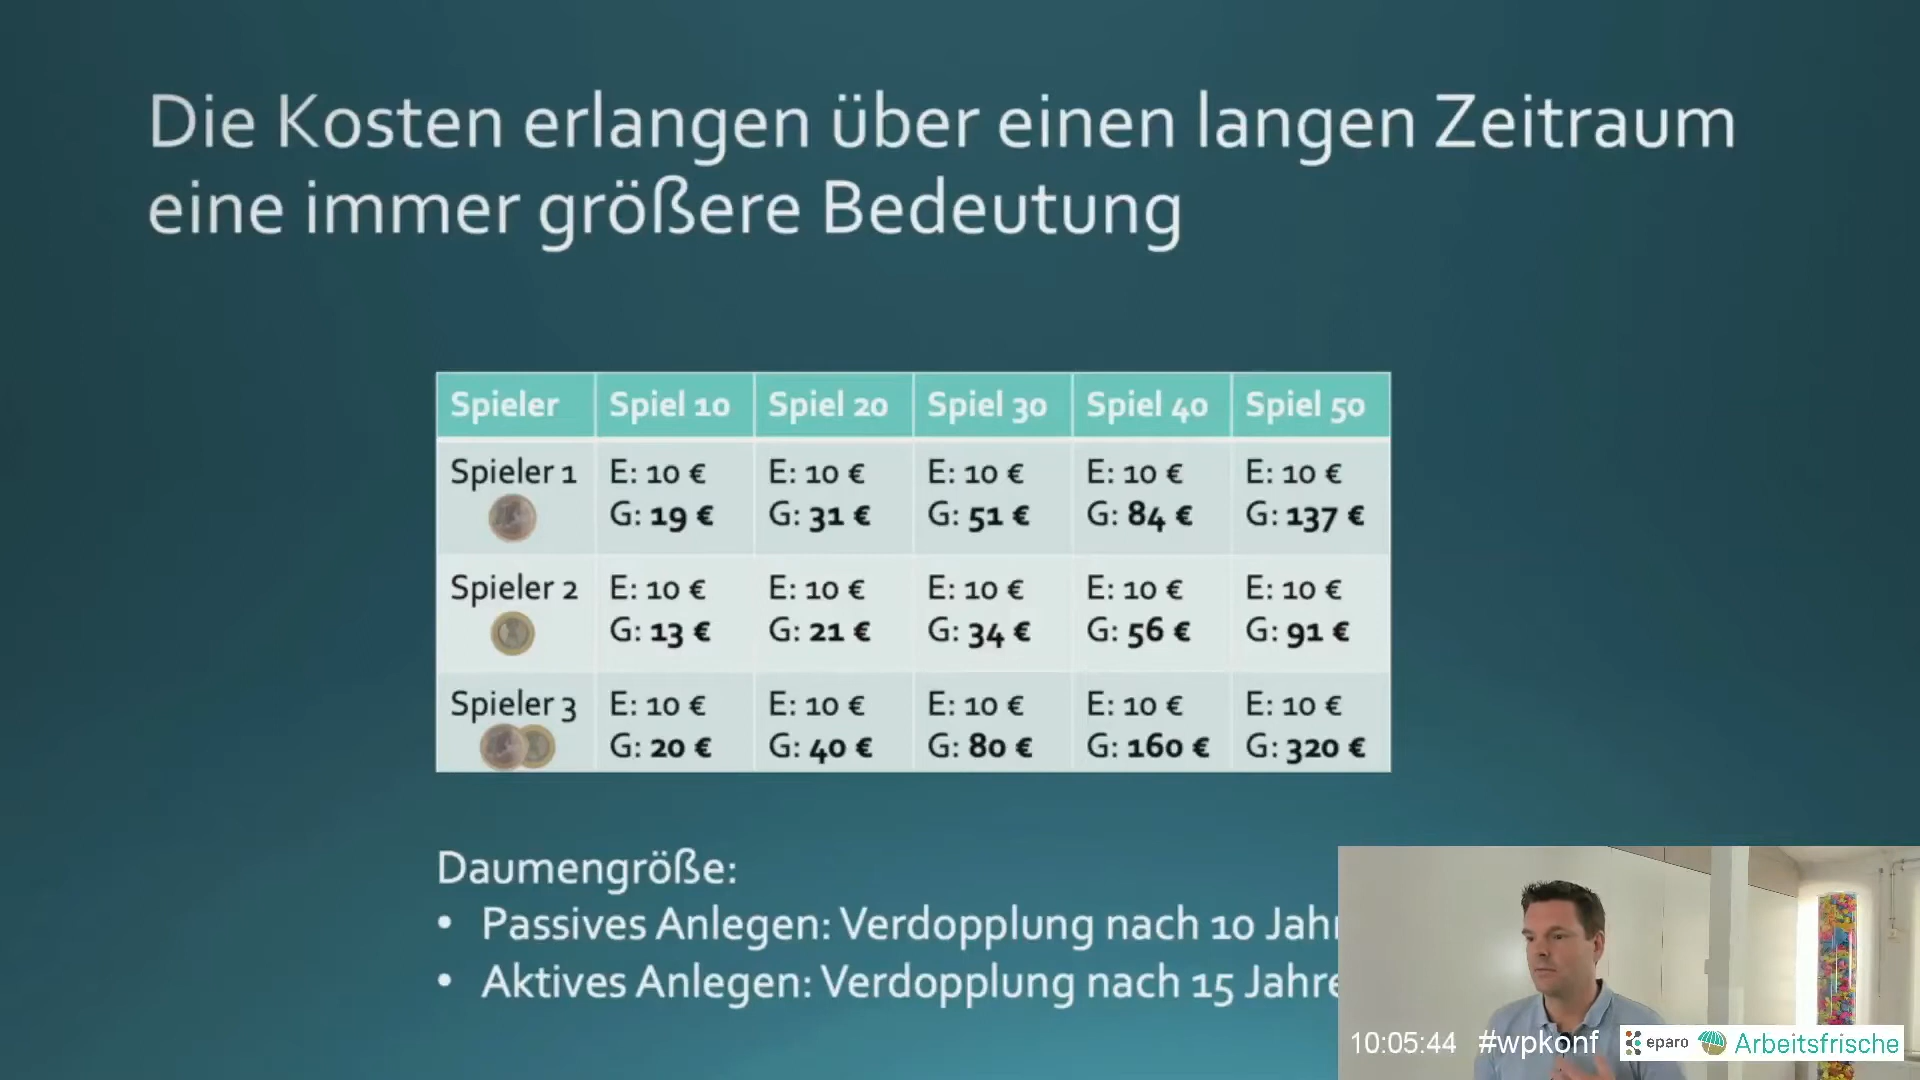 Die Kosten erlangen über einen langen Zeitraum
eine immer größere Bedeutung
Spieler Spiel 10 Spiel 20 Spiel 30 Spiel 40 Spiel 50
Spieler 1 E: 10 € E: 10 € E: 10 € E: 10 € E: 10 €
G: 19 € G: 31 € G: 51 € G: 84 € G: 137 €
Spieler 2 E: 10 € E: 10 € E: 10 € E: 10 € E: 10 €
G: 13 € G: 21 € G: 34 € G: 56 € G: 91 €
Spieler 3 E: 10 € E: 10 € E: 10 € E: 10 € E: 10 €
G: 20 € G: 40 € G: 80 € G: 160 € G: 320 €
Daumengröße:
• Passives Anlegen: Verdopplung nach 10 Jahr
• Aktives Anlegen: Verdopplung nach 15 Jahre
10:05:44 #wpkonf eparo Arbeitsfrische